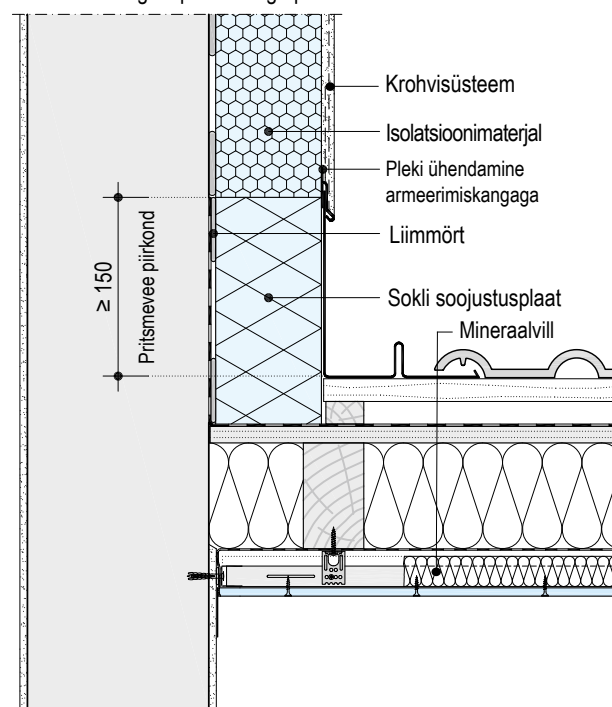 Krohvisüsteem
Isolatsioonimaterjal
Pleki ühendamine
armeerimiskangaga
Liimmört
≥ 150
Pritsmevee piirkond
Sokli soojustusplaat
Mineraalvill